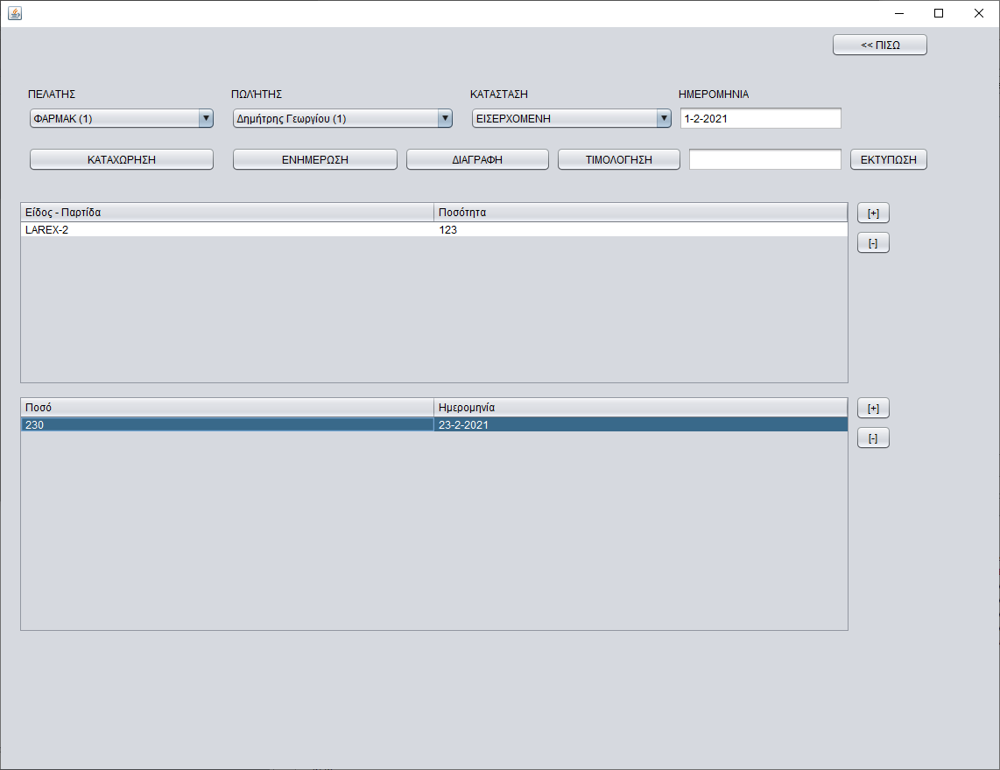 << ΠΙΣΩ
ΠΕΛΑΤΗΣ ΠΩΛΉΤΗΣ ΚΑΤΑΣΤΑΣΗ ΗΜΕΡΟΜΗΝΙΑ
ΦΑΡΜΑΚ (1) Δημήτρης Γεωργίου (1) ΕΙΣΕΡΧΟΜΕΝΗ 1-2-2021
ΚΑΤΑΧΩΡΗΣΗ ΕΝΗΜΕΡΩΣΗ ΔΙΑΓΡΑΦΗ ΤΙΜΟΛΟΓΗΣΗ ΕΚΤΥΠΩΣΗ
Είδος - Παρτίδα Ποσότητα [+]
LAREX-2 123
[-]
Ποσό Ημερομηνία [+]
230 23-2-2021
[-]